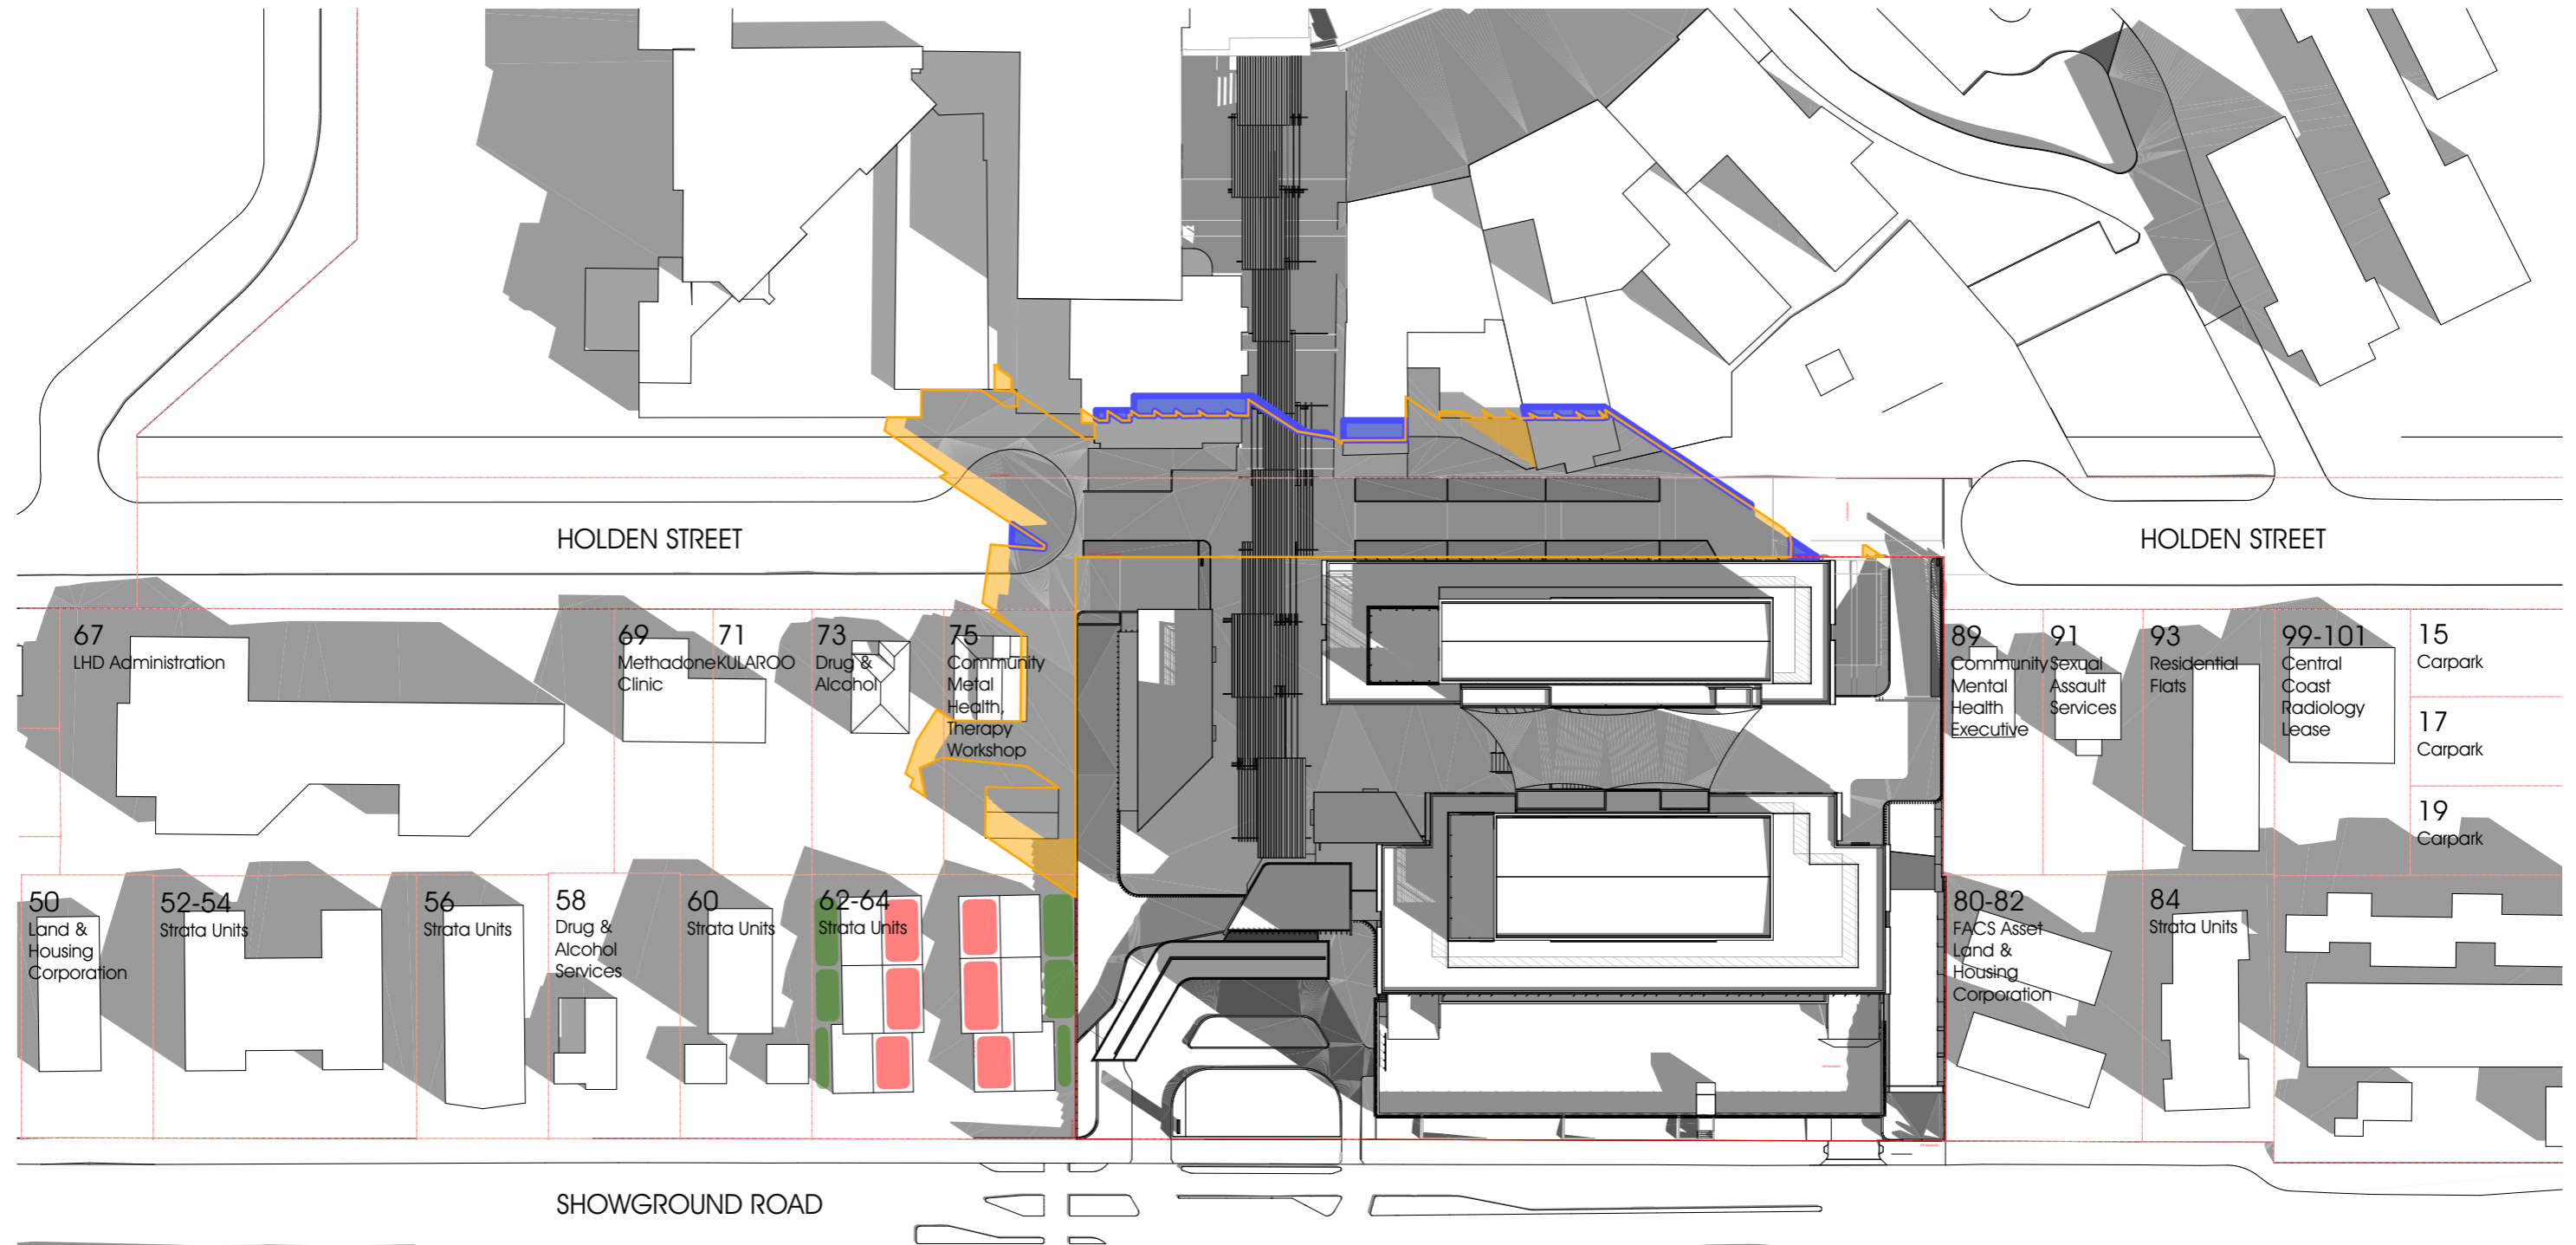 HOLDEN STREET
HOLDEN STREET
67
LHD Administration
69
Methadone
Clinic
71
KULAROO
73
Drug &
Alcohol
75
Community
Metal
Health,
Therapy
Workshop
89
Community
Mental
Health
Executive
91
Sexual
Assault
Services
93
Residential
Flats
99-101
Central
Coast
Radiology
Lease
15
Carpark
17
Carpark
19
Carpark
50
Land &
Housing
Corporation
52-54
Strata Units
56
Strata Units
58
Drug &
Alcohol
Services
60
Strata Units
62-64
Strata Units
80-82
FACS Asset
Land &
Housing
Corporation
84
Strata Units
SHOWGROUND ROAD